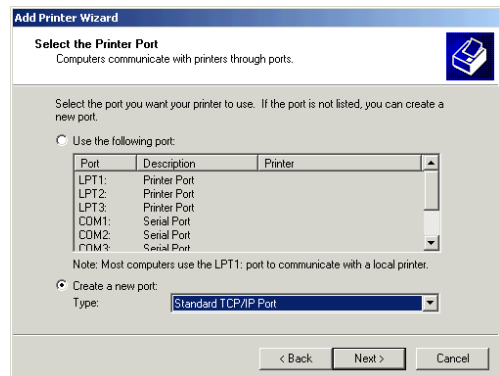 Add Printer Wizard
Select the Printer Port
Computers communicate with printers through ports.
Select the port you want your printer to use. If the port is not listed, you can create a
new port.
Use the following port:
Port Description Printer
LPT1: Printer Port
LPT2: Printer Port
LPT3: Printer Port
COM1: Serial Port
COM2: Serial Port
COM3: Serial Port
Note: Most computers use the LPT1: port to communicate with a local printer.
Create a new port:
Type: Standard TCP/IP Port
< Back Next > Cancel